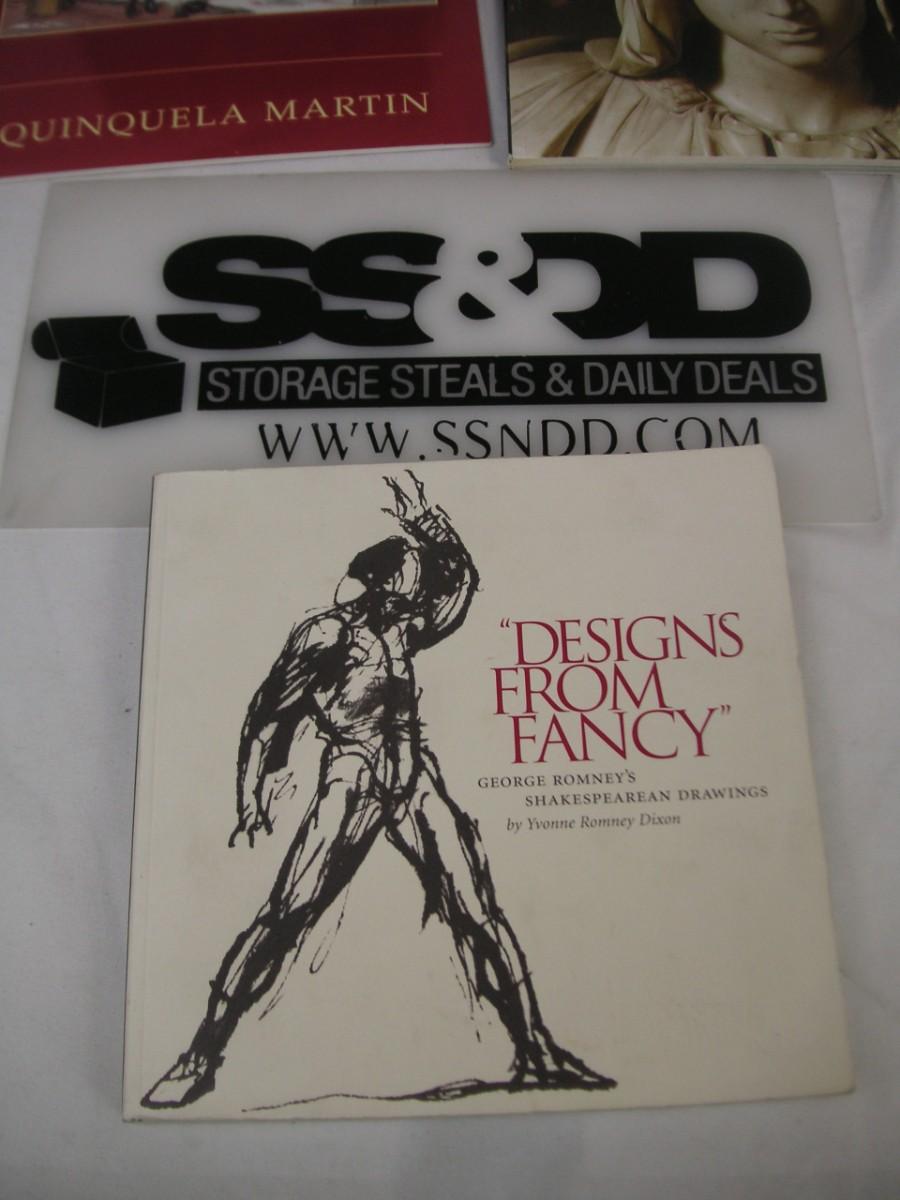 QUINQUELA MARTIN
SS&DD
STORAGE STEALS & DAILY DEALS
WWW.SSNDD.COM
“DESIGNS
FROM
FANCY”
GEORGE ROMNEY'S
SHAKESPEAREAN DRAWINGS
by Yvonne Romney Dixon